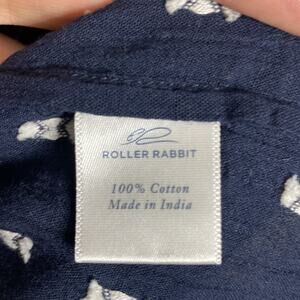 ROLLER RABBIT
100% Cotton
Made in India